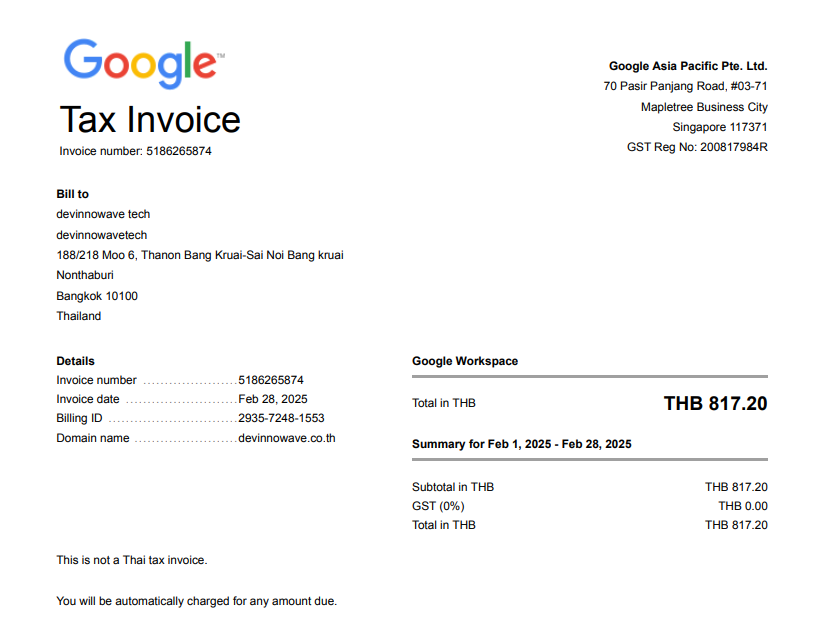 Google™
Google Asia Pacific Pte. Ltd.
70 Pasir Panjang Road, #03-71
Mapletree Business City
Singapore 117371
GST Reg No: 200817984R
Tax Invoice
Invoice number: 5186265874
Bill to
devinnowave tech
devinnowavetech
188/218 Moo 6, Thanon Bang Kruai-Sai Noi Bang kruai
Nonthaburi
Bangkok 10100
Thailand
Details
Invoice number ......................5186265874
Invoice date ..........................Feb 28, 2025
Billing ID ..............................2935-7248-1553
Domain name ........................devinnowave.co.th
Google Workspace
Total in THB THB 817.20
Summary for Feb 1, 2025 - Feb 28, 2025
Subtotal in THB THB 817.20
GST (0%) THB 0.00
Total in THB THB 817.20
This is not a Thai tax invoice.
You will be automatically charged for any amount due.